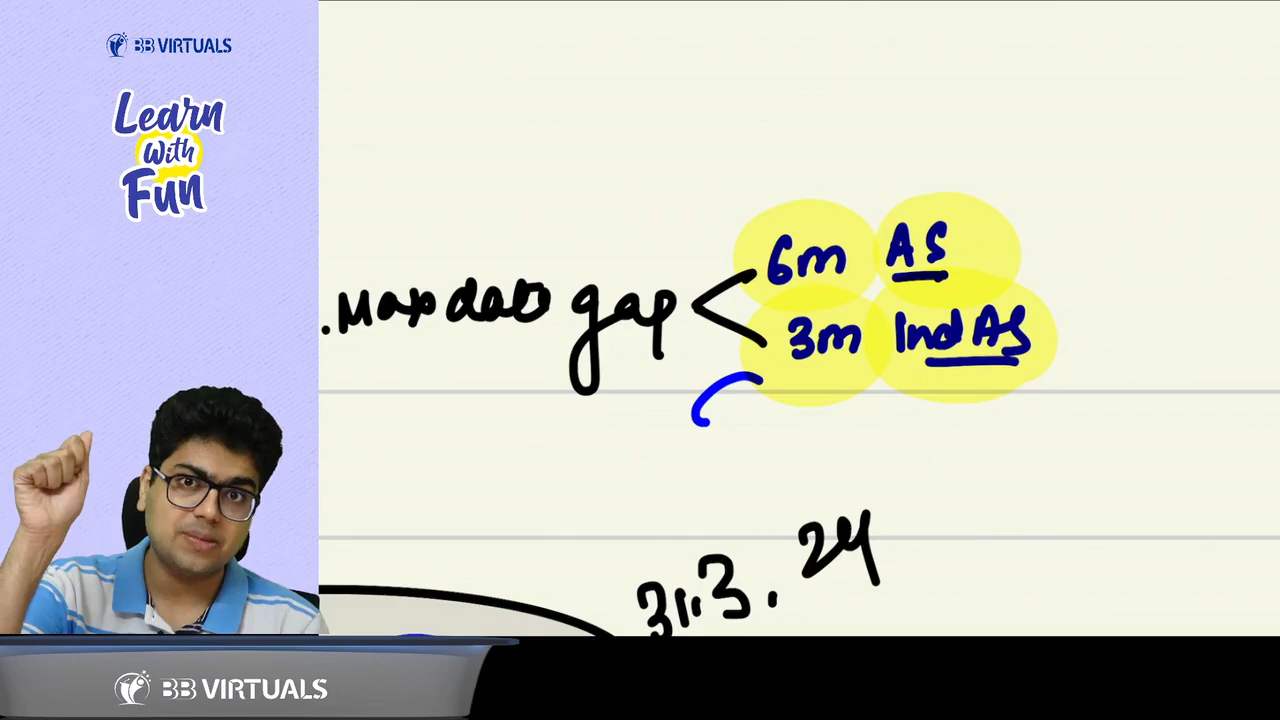 BB VIRTUALS
Learn
With
Fun
.Max date gap
6m AS
3m Ind AS
31.3.24
BB VIRTUALS